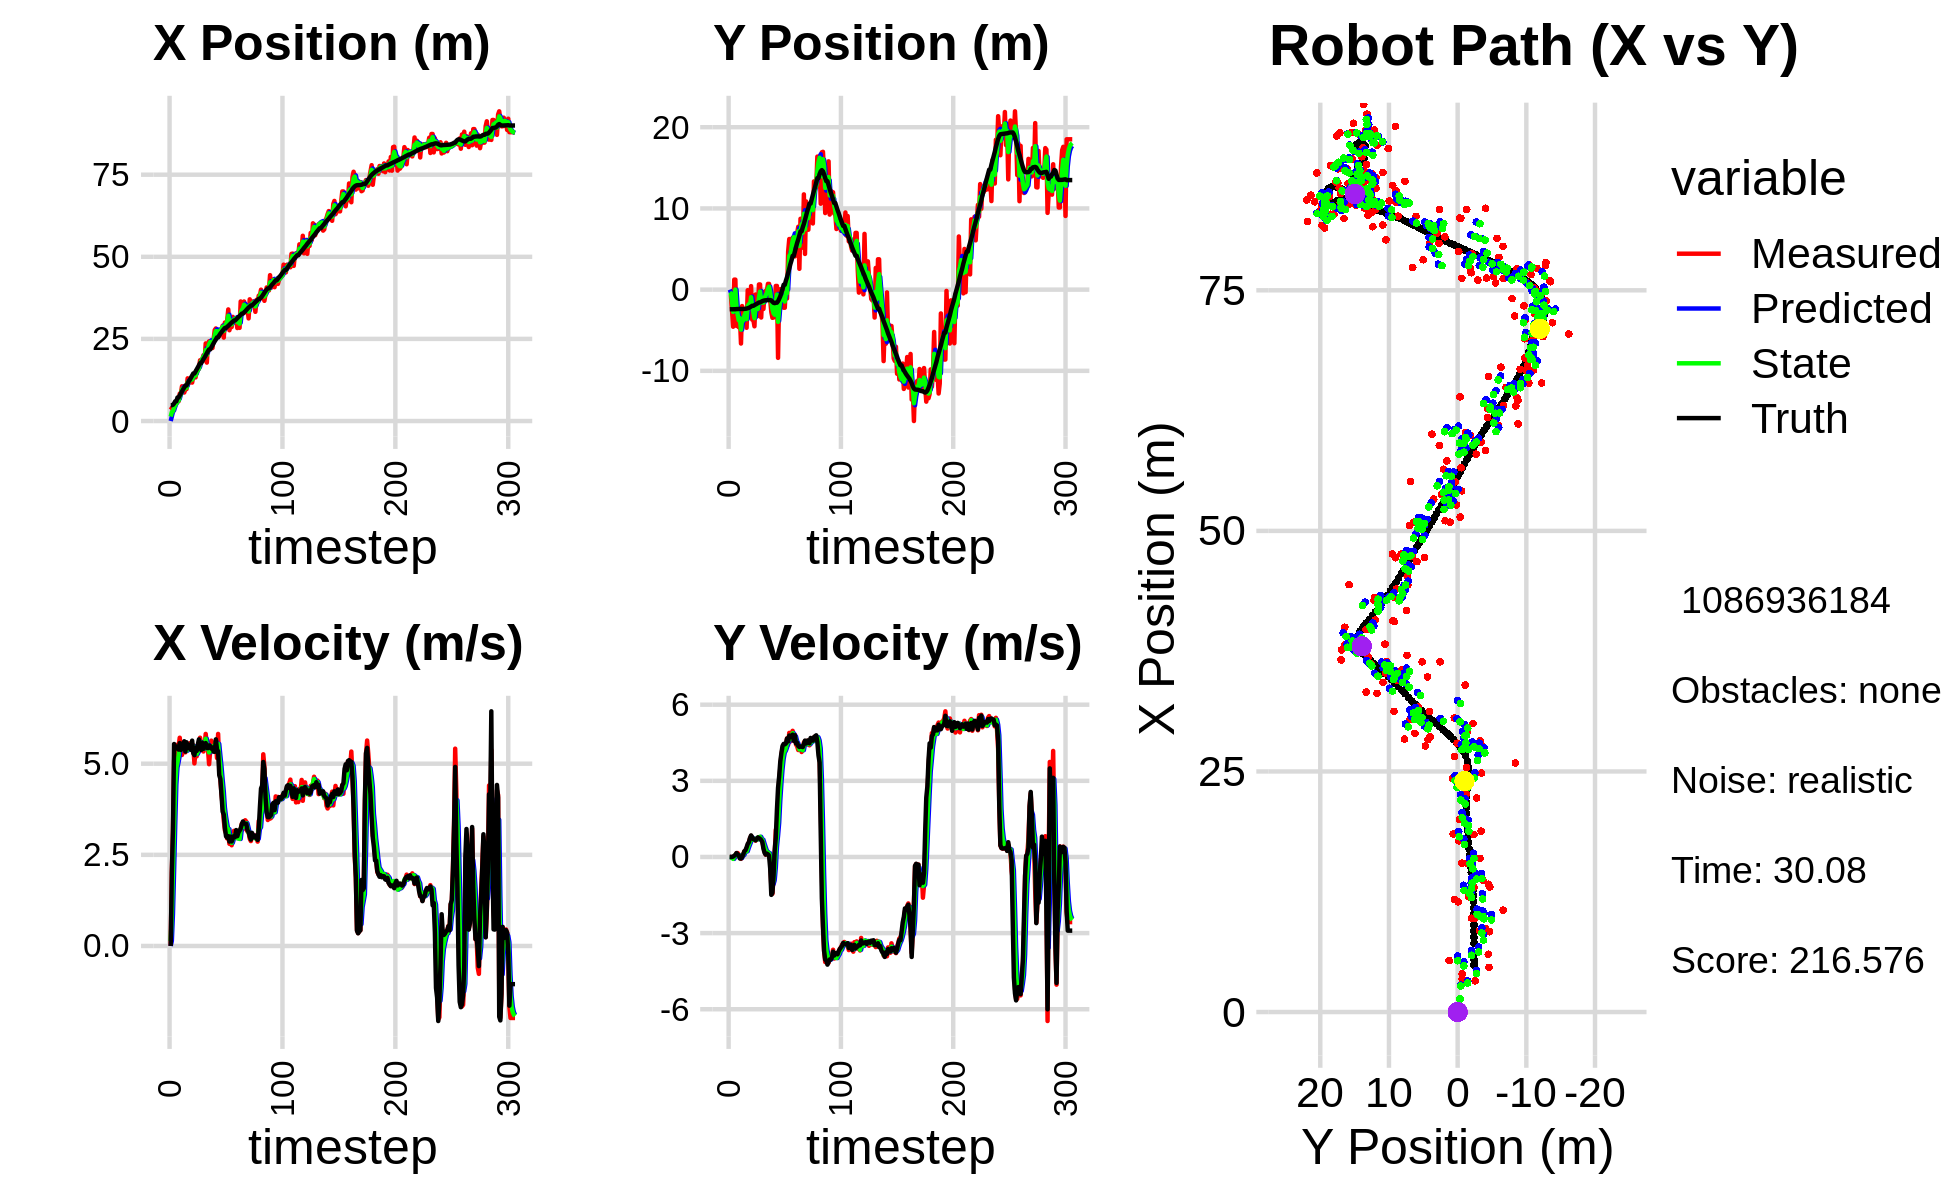 X Position (m)
75
50
25
0
0
100
200
300
timestep
Y Position (m)
20
10
0
-10
0
100
200
300
timestep
X Velocity (m/s)
5.0
2.5
0.0
0
100
200
300
timestep
Y Velocity (m/s)
6
3
0
-3
-6
0
100
200
300
timestep
Robot Path (X vs Y)
X Position (m)
75
50
25
0
20 10 0 -10 -20
Y Position (m)
variable
Measured
Predicted
State
Truth
1086936184
Obstacles: none
Noise: realistic
Time: 30.08
Score: 216.576